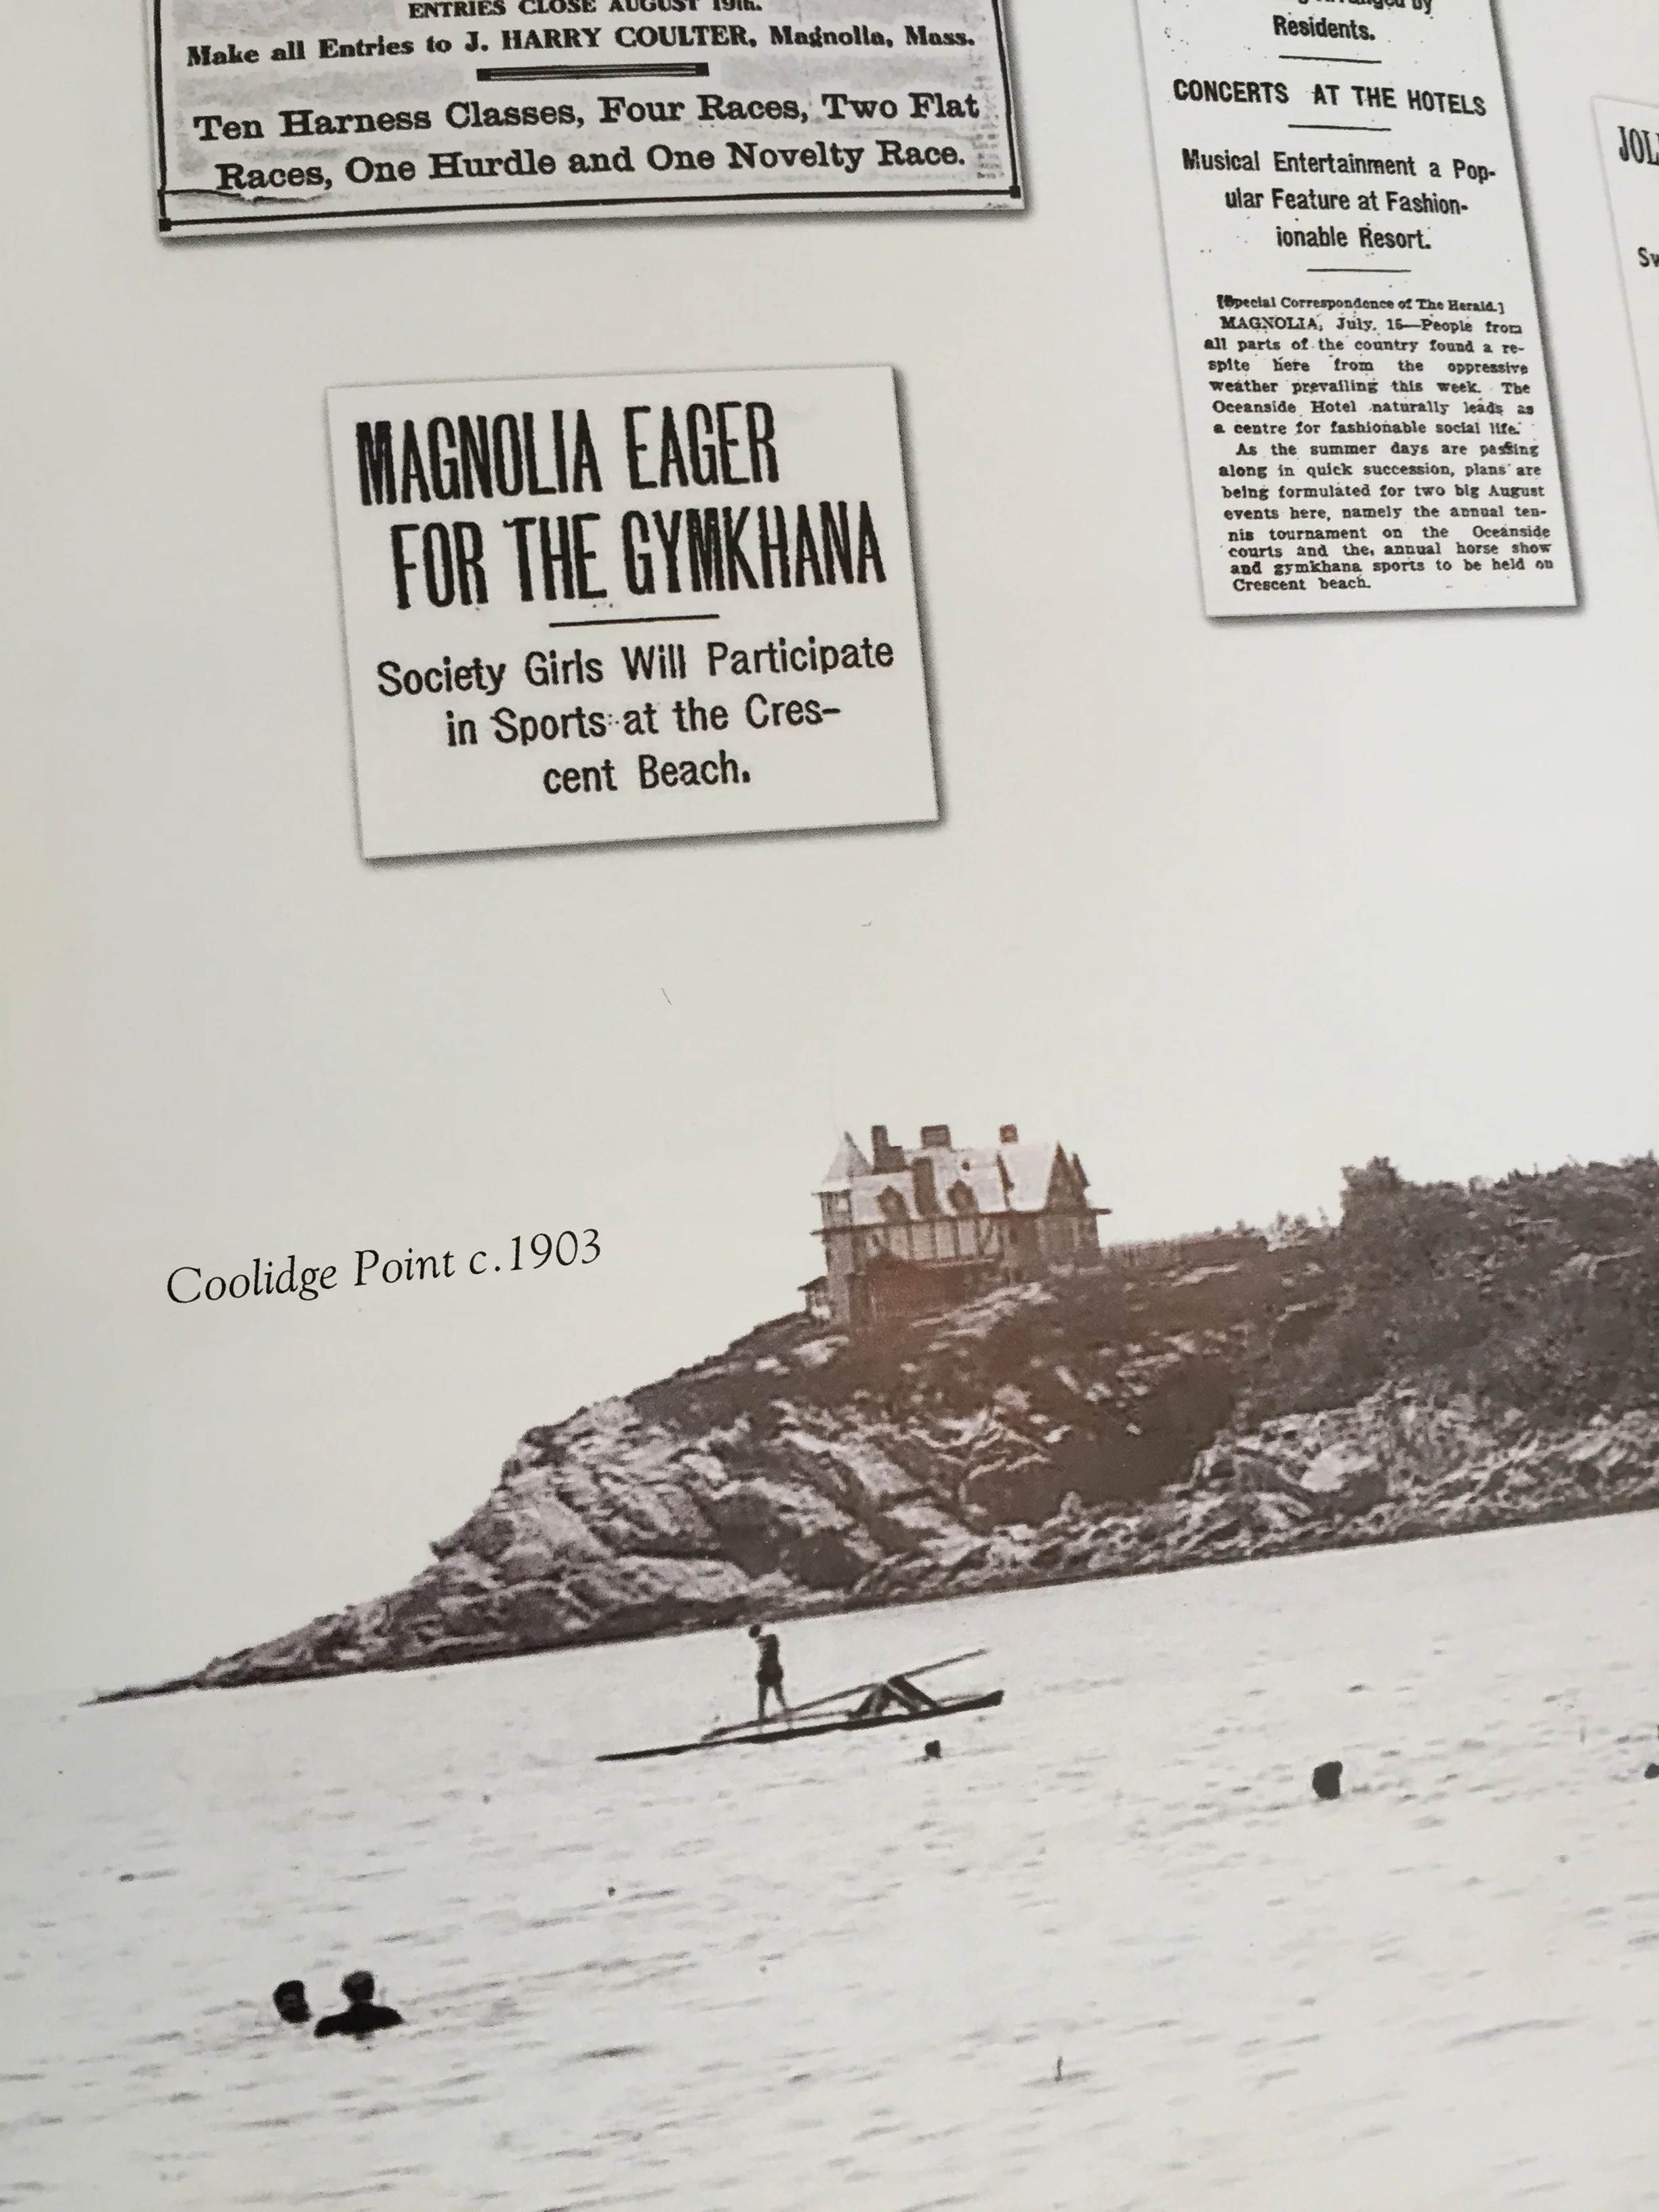 ENTRIES CLOSE AUGUST 19th.
Make all Entries to J. HARRY COULTER, Magnolia, Mass.
Ten Harness Classes, Four Races, Two Flat
Races, One Hurdle and One Novelty Race.
by
Residents.
CONCERTS AT THE HOTELS
Musical Entertainment a Pop-
ular Feature at Fashion-
ionable Resort.
[Special Correspondence of The Herald.]
MAGNOLIA, July. 16—People from
all parts of the country found a re-
spite here from the oppressive
weather prevailing this week. The
Oceanside Hotel naturally leads as
a centre for fashionable social life.
As the summer days are passing
along in quick succession, plans are
being formulated for two big August
events here, namely the annual ten-
nis tournament on the Oceanside
courts and the, annual horse show
and gymkhana sports to be held on
Crescent beach.
MAGNOLIA EAGER
FOR THE GYMKHANA
Society Girls Will Participate
in Sports at the Cres-
cent Beach.
Coolidge Point c.1903